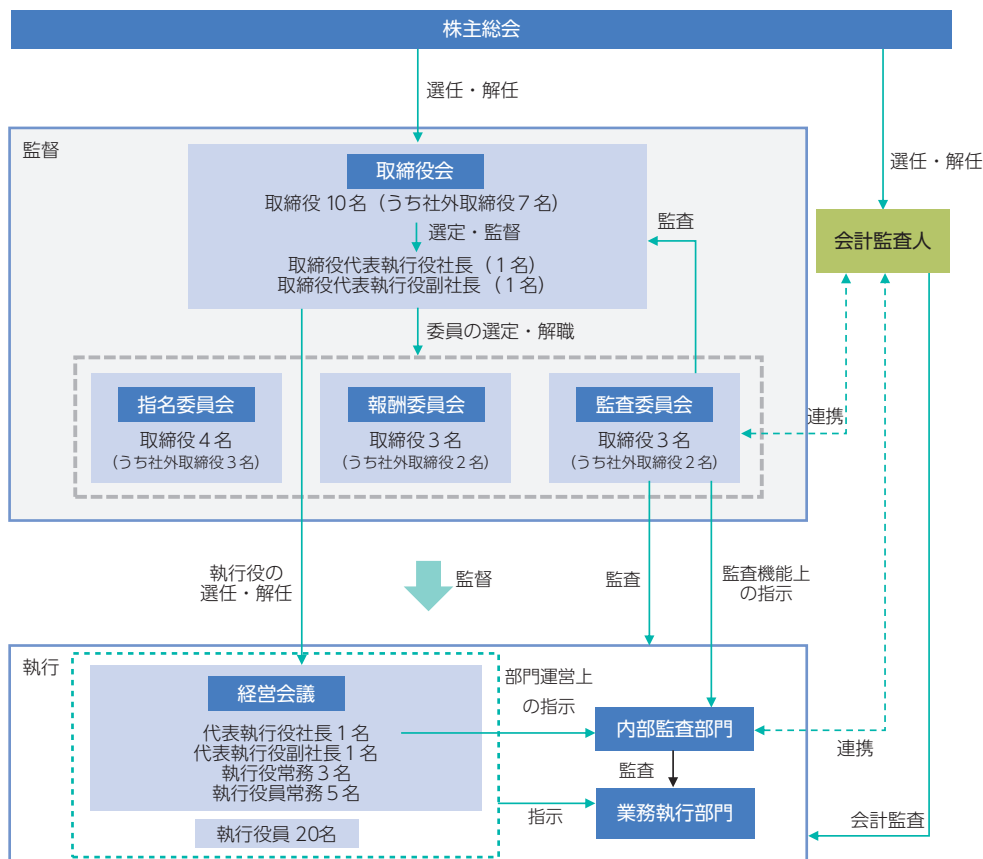 株主総会
選任・解任
選任・解任
監督
取締役会
取締役 10名（うち社外取締役７名）
選定・監督
取締役代表執行役社長（１名）
取締役代表執行役副社長（１名）
監査
会計監査人
委員の選定・解職
指名委員会
取締役４名
（うち社外取締役３名）
報酬委員会
取締役３名
（うち社外取締役２名）
監査委員会
取締役３名
（うち社外取締役２名）
連携
執行役の
選任・解任
監督
監査
監査機能上
の指示
執行
経営会議
代表執行役社長１名
代表執行役副社長１名
執行役常務３名
執行役員常務５名
執行役員 20名
部門運営上
の指示
内部監査部門
監査
業務執行部門
指示
連携
会計監査